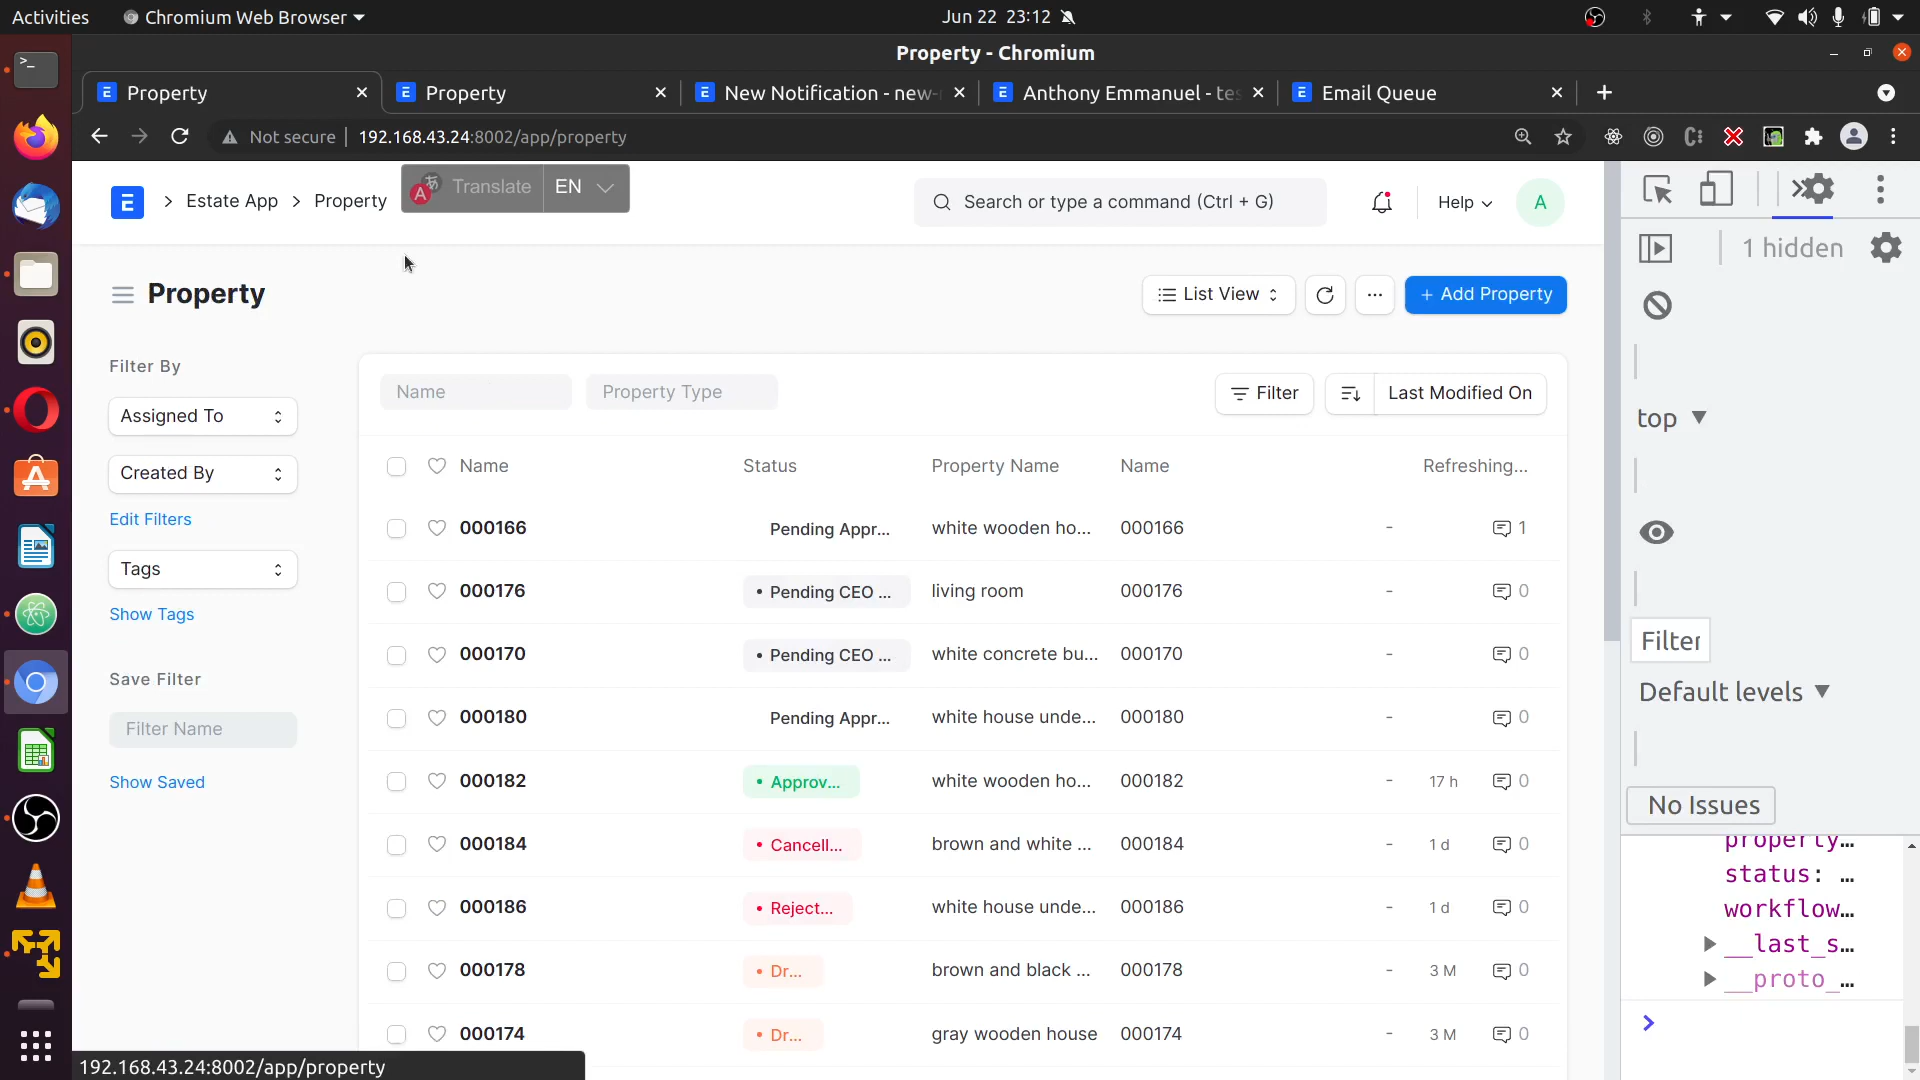 Activities
Chromium Web Browser
Jun 22 23:12
Property - Chromium
Property
Property
New Notification - new-
Anthony Emmanuel - tes
Email Queue
Not secure
192.168.43.24:8002/app/property
Estate App
Property
Translate
EN
Search or type a command (Ctrl + G)
Help
A
Property
List View
+ Add Property
Filter By
Assigned To
Created By
Edit Filters
Tags
Show Tags
Save Filter
Filter Name
Show Saved
Name
Property Type
Filter
Last Modified On
Name Status Property Name Name Refreshing...
000166 Pending Appr... white wooden ho... 000166 - 1
000176 • Pending CEO ... living room 000176 - 0
000170 • Pending CEO ... white concrete bu... 000170 - 0
000180 Pending Appr... white house unde... 000180 - 0
000182 • Approv... white wooden ho... 000182 - 17 h 0
000184 • Cancell... brown and white ... 000184 - 1 d 0
000186 • Reject... white house unde... 000186 - 1 d 0
000178 • Dr... brown and black ... 000178 - 3 M 0
000174 • Dr... gray wooden house 000174 - 3 M 0
192.168.43.24:8002/app/property
1 hidden
top
Filter
Default levels
No Issues
property…
status: …
workflow…
__last_s…
__proto_…